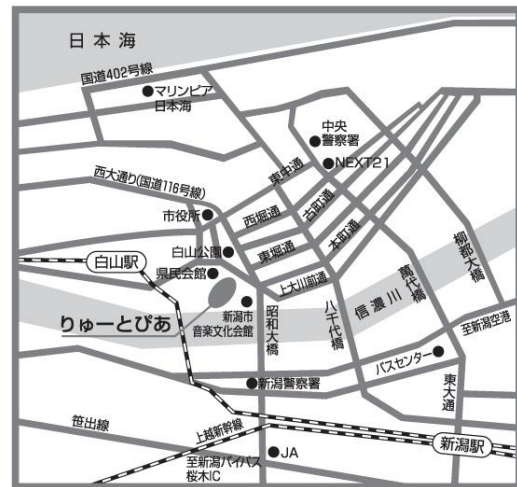 日本海
国道402号線
マリンピア
日本海
中央
警察署
NEXT21
東中通
西大通り(国道116号線)
市役所
西堀通
古町通
本町通
東堀通
白山公園
白山駅
県民会館
上大川前通
柳都大橋
萬代橋
信濃川
八千代橋
昭和大橋
新潟市
音楽文化会館
りゅーとぴあ
至新潟空港
バスセンター
東大通
新潟警察署
笹出線
上越新幹線
新潟駅
JA
至新潟バイパス
桜木IC